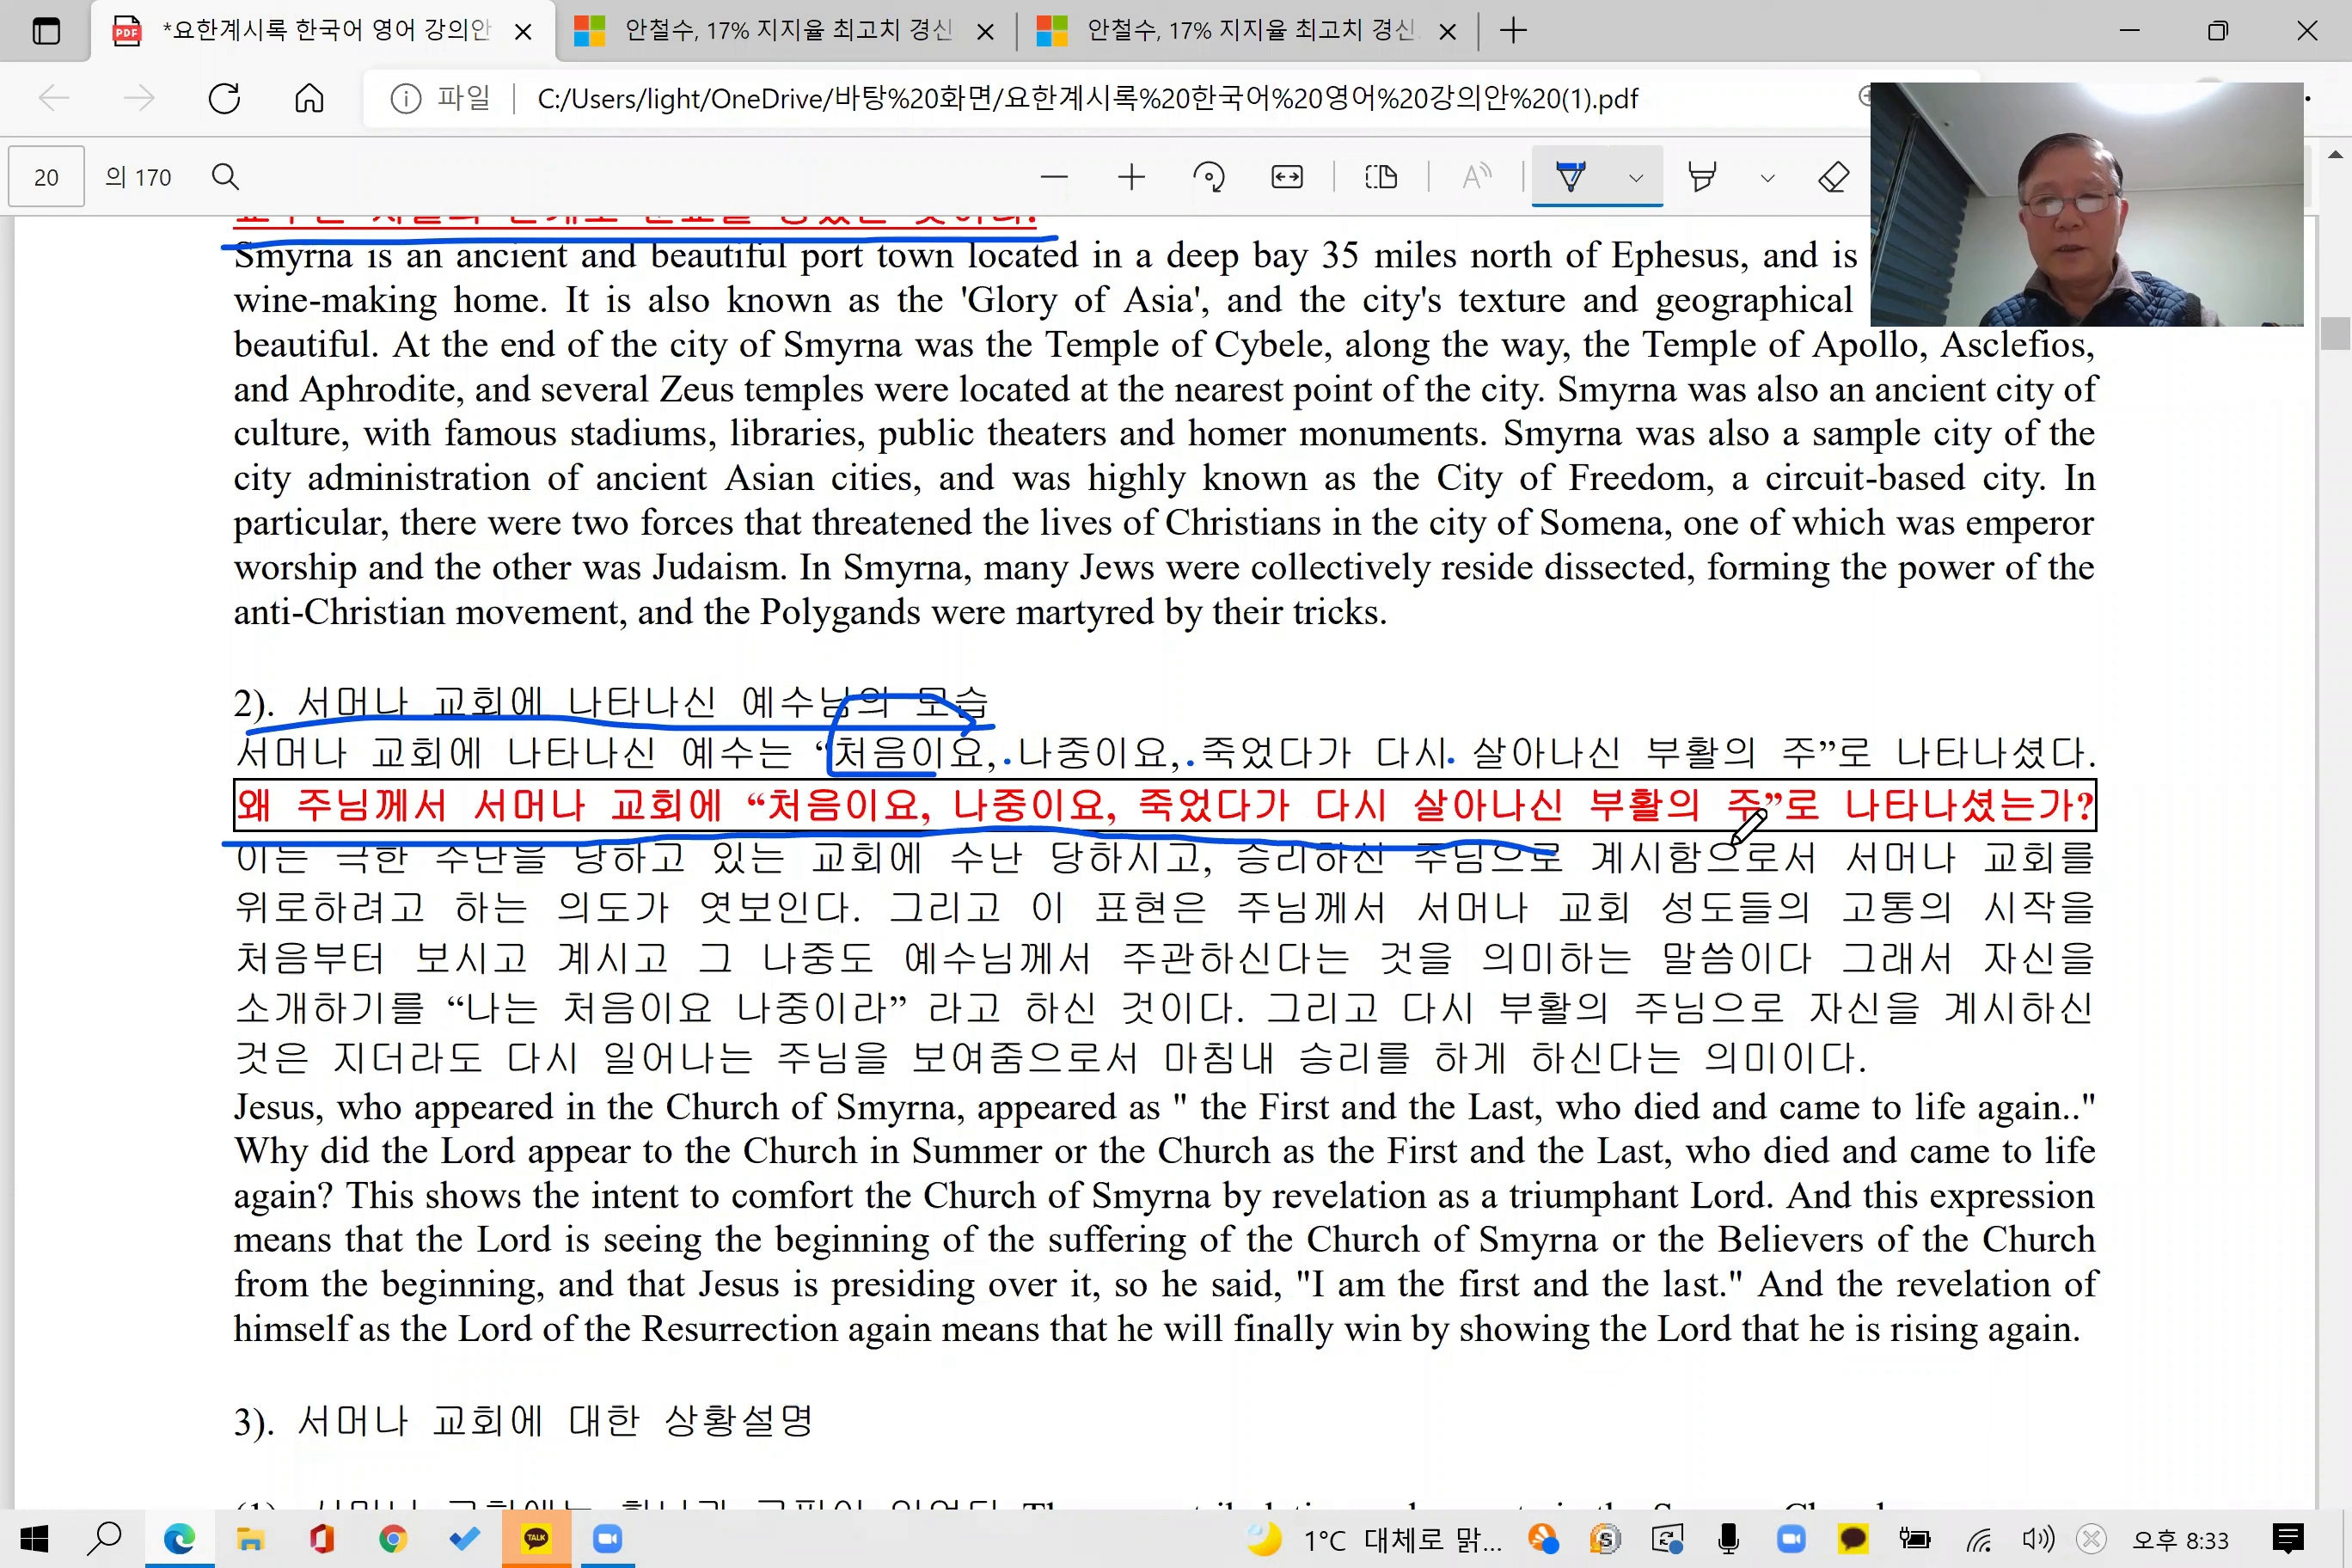 *요한계시록 한국어 영어 강의안
안철수, 17% 지지율 최고치 경신
안철수, 17% 지지율 최고치 경신.
파일
C:/Users/light/OneDrive/바탕%20화면/요한계시록%20한국어%20영어%20강의안%20(1).pdf
20 의 170
Smyrna is an ancient and beautiful port town located in a deep bay 35 miles north of Ephesus, and is
wine-making home. It is also known as the 'Glory of Asia', and the city's texture and geographical
beautiful. At the end of the city of Smyrna was the Temple of Cybele, along the way, the Temple of Apollo, Asclefios,
and Aphrodite, and several Zeus temples were located at the nearest point of the city. Smyrna was also an ancient city of
culture, with famous stadiums, libraries, public theaters and homer monuments. Smyrna was also a sample city of the
city administration of ancient Asian cities, and was highly known as the City of Freedom, a circuit-based city. In
particular, there were two forces that threatened the lives of Christians in the city of Somena, one of which was emperor
worship and the other was Judaism. In Smyrna, many Jews were collectively reside dissected, forming the power of the
anti-Christian movement, and the Polygands were martyred by their tricks.
2). 서머나 교회에 나타나신 예수님의 모습
서머나 교회에 나타나신 예수는 “처음이요, 나중이요, 죽었다가 다시 살아나신 부활의 주”로 나타나셨다.
왜 주님께서 서머나 교회에 “처음이요, 나중이요, 죽었다가 다시 살아나신 부활의 주”로 나타나셨는가?
이는 극한 수난을 당하고 있는 교회에 수난 당하시고, 승리하신 주님으로 계시함으로서 서머나 교회를
위로하려고 하는 의도가 엿보인다. 그리고 이 표현은 주님께서 서머나 교회 성도들의 고통의 시작을
처음부터 보시고 계시고 그 나중도 예수님께서 주관하신다는 것을 의미하는 말씀이다 그래서 자신을
소개하기를 “나는 처음이요 나중이라” 라고 하신 것이다. 그리고 다시 부활의 주님으로 자신을 계시하신
것은 지더라도 다시 일어나는 주님을 보여줌으로서 마침내 승리를 하게 하신다는 의미이다.
Jesus, who appeared in the Church of Smyrna, appeared as " the First and the Last, who died and came to life again.."
Why did the Lord appear to the Church in Summer or the Church as the First and the Last, who died and came to life
again? This shows the intent to comfort the Church of Smyrna by revelation as a triumphant Lord. And this expression
means that the Lord is seeing the beginning of the suffering of the Church of Smyrna or the Believers of the Church
from the beginning, and that Jesus is presiding over it, so he said, "I am the first and the last." And the revelation of
himself as the Lord of the Resurrection again means that he will finally win by showing the Lord that he is rising again.
3). 서머나 교회에 대한 상황설명
TALK
1°C 대체로 맑...
오후 8:33